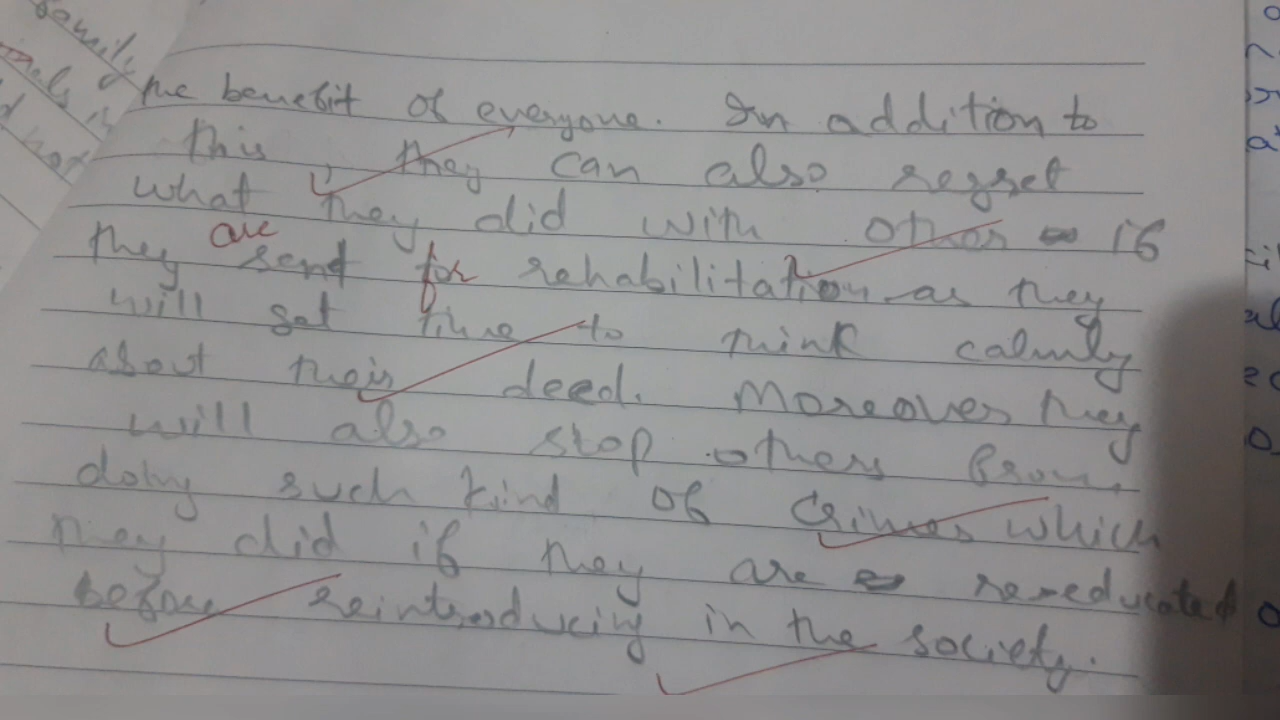 the benefit of everyone. In addition to
this, they can also regret
what they did with other if
they are send for rehabilitation as they
will get time to think calmly
about their deed. Moreover they
will also stop others from
doing such kind of crimes which
they did if they are re-educated
before reintroducing in the society.